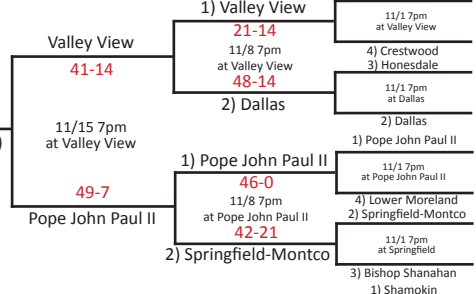 1) Valley View
11/1 7pm
at Valley View
21-14
Valley View
4) Crestwood
11/8 7pm
at Valley View
3) Honesdale
41-14
48-14
11/1 7pm
at Dallas
2) Dallas
2) Dallas
11/15 7pm
at Valley View
)
1) Pope John Paul II
1) Pope John Paul II
11/1 7pm
at Pope John Paul II
49-7
46-0
4) Lower Moreland
11/8 7pm
at Pope John Paul II
Pope John Paul II
2) Springfield-Montco
42-21
11/1 7pm
at Springfield
2) Springfield-Montco
3) Bishop Shanahan
1) Shamokin